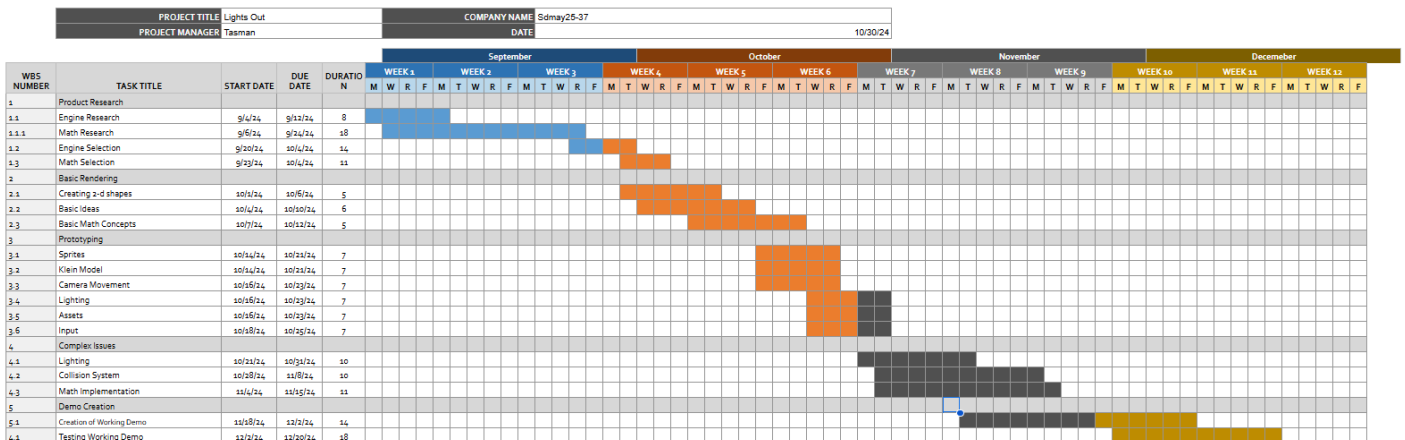 PROJECT TITLE Lights Out COMPANY NAME Sdmay25-37
PROJECT MANAGER Tasman DATE 10/30/24
September October November Decemeber
WBS NUMBER TASK TITLE START DATE DUE DATE DURATIO N WEEK 1 WEEK 2 WEEK 3 WEEK 4 WEEK 5 WEEK 6 WEEK 7 WEEK 8 WEEK 9 WEEK 10 WEEK 11 WEEK 12
M W R F M T W R F M T W R F M T W R F M T W R F M T W R F M T W R F M T W R F M T W R F M T W R F M T W R F M T W R F
1 Product Research
1.1 Engine Research 9/4/24 9/12/24 8
1.1.1 Math Research 9/6/24 9/24/24 18
1.2 Engine Selection 9/20/24 10/4/24 14
1.3 Math Selection 9/23/24 10/4/24 11
2 Basic Rendering
2.1 Creating 2-d shapes 10/1/24 10/6/24 5
2.2 Basic Ideas 10/4/24 10/10/24 6
2.3 Basic Math Concepts 10/7/24 10/12/24 5
3 Prototyping
3.1 Sprites 10/14/24 10/21/24 7
3.2 Klein Model 10/14/24 10/21/24 7
3.3 Camera Movement 10/16/24 10/23/24 7
3.4 Lighting 10/16/24 10/23/24 7
3.5 Assets 10/16/24 10/23/24 7
3.6 Input 10/18/24 10/25/24 7
4 Complex Issues
4.1 Lighting 10/21/24 10/31/24 10
4.2 Collision System 10/28/24 11/8/24 10
4.3 Math Implementation 11/4/24 11/15/24 11
5 Demo Creation
5.1 Creation of Working Demo 11/18/24 12/2/24 14
4.1 Testing Working Demo 12/2/24 12/20/24 18